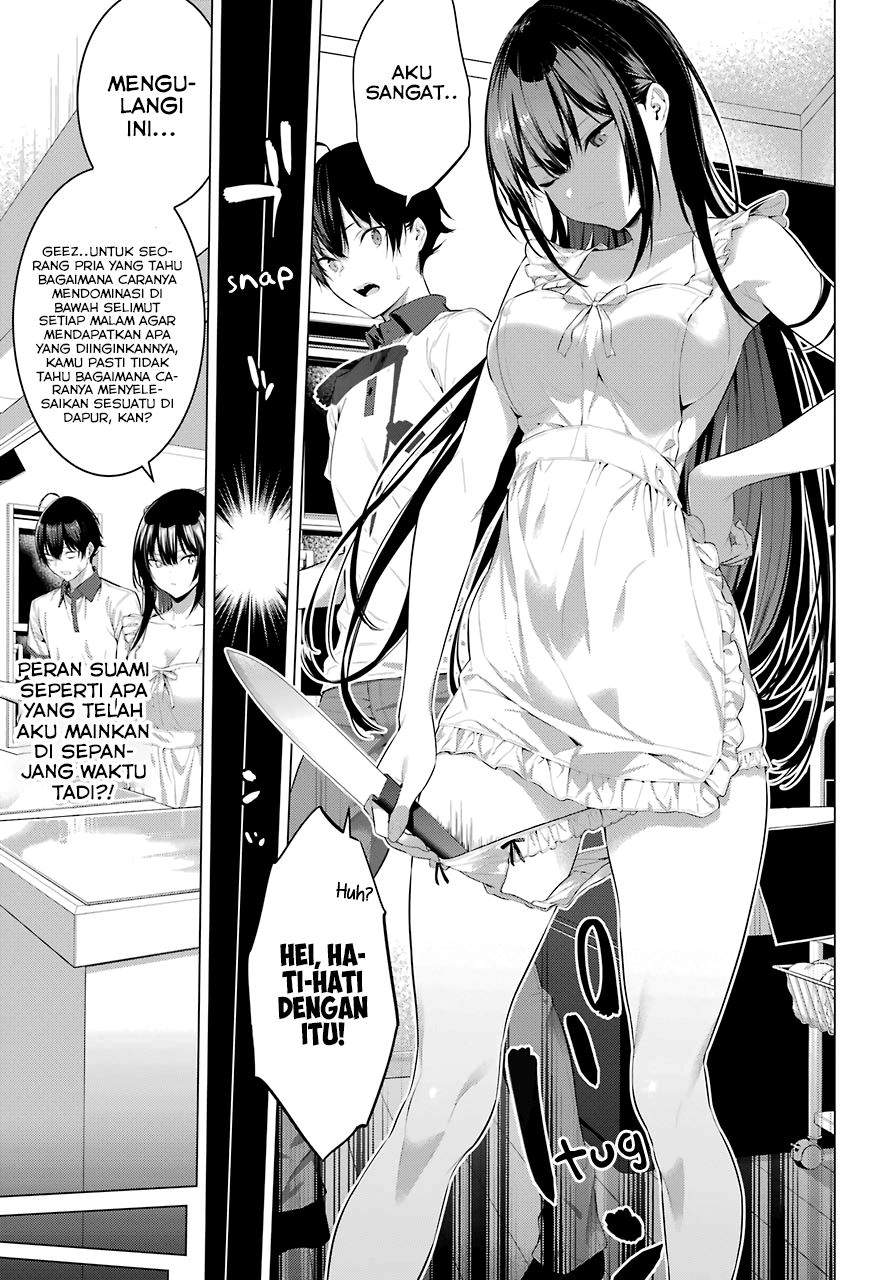 AKU
SANGAT..
snap
Huh?
HEI, HA-
TI-HATI
DENGAN
ITU!
tug
MENGU-
LANGI
INI...
GEEZ..UNTUK SEO-
RANG PRIA YANG TAHU
BAGAIMANA CARANYA
MENDOMINASI DI
BAWAH SELIMUT
SETIAP MALAM AGAR
MENDAPATKAN APA
YANG DIINGINKANNYA,
KAMU PASTI TIDAK
TAHU BAGAIMANA CA-
RANYA MENYELE-
SAIKAN SESUATU DI
DAPUR, KAN?
PERAN SUAMI
SEPERTI APA
YANG TELAH
AKU MAINKAN
DI SEPAN-
JANG WAKTU
TADI?!